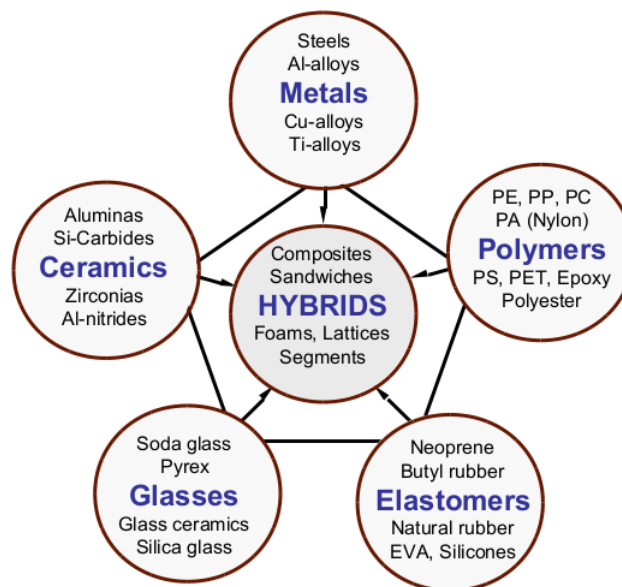 Steels
Al-alloys
Metals
Cu-alloys
Ti-alloys
Aluminas
Si-Carbides
Ceramics
Zirconias
Al-nitrides
Composites
Sandwiches
HYBRIDS
Foams, Lattices
Segments
PE, PP, PC
PA (Nylon)
Polymers
PS, PET, Epoxy
Polyester
Soda glass
Pyrex
Glasses
Glass ceramics
Silica glass
Neoprene
Butyl rubber
Elastomers
Natural rubber
EVA, Silicones